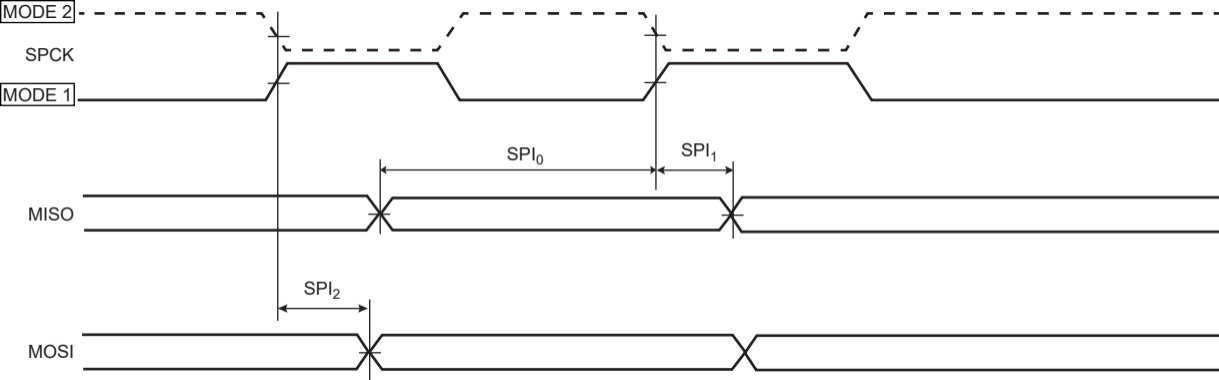 MODE 2
SPCK
MODE 1
SPI₀ SPI₁
MISO
SPI₂
MOSI